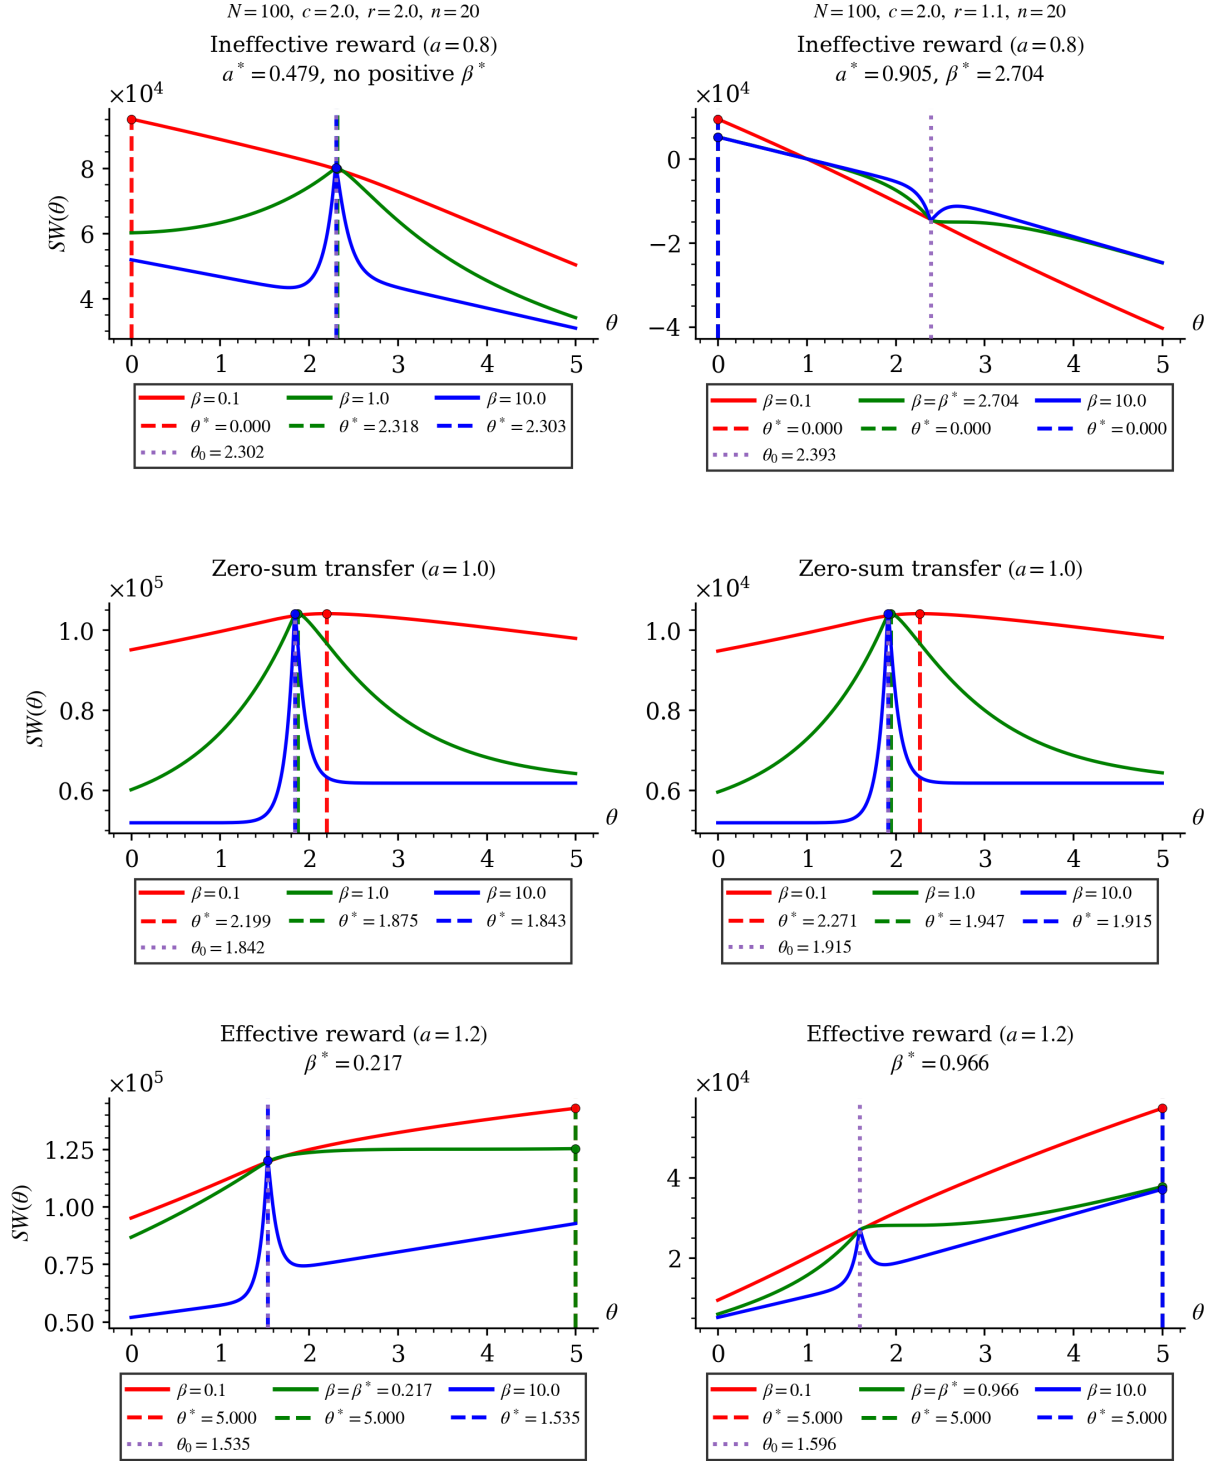 N=100, c=2.0, r=2.0, n=20
Ineffective reward (a=0.8)
a*=0.479, no positive β*
×10⁴
8
6
4
SW(θ)
θ
0 1 2 3 4 5
β=0.1 β=1.0 β=10.0
θ*=0.000 θ*=2.318 θ*=2.303
θ₀=2.302
N=100, c=2.0, r=1.1, n=20
Ineffective reward (a=0.8)
a*=0.905, β*=2.704
×10⁴
0
−2
−4
θ
0 1 2 3 4 5
β=0.1 β=β*=2.704 β=10.0
θ*=0.000 θ*=0.000 θ*=0.000
θ₀=2.393
Zero-sum transfer (a=1.0)
×10⁵
1.0
0.8
0.6
SW(θ)
θ
0 1 2 3 4 5
β=0.1 β=1.0 β=10.0
θ*=2.199 θ*=1.875 θ*=1.843
θ₀=1.842
Zero-sum transfer (a=1.0)
×10⁴
1.0
0.8
0.6
θ
0 1 2 3 4 5
β=0.1 β=1.0 β=10.0
θ*=2.271 θ*=1.947 θ*=1.915
θ₀=1.915
Effective reward (a=1.2)
β*=0.217
×10⁵
1.25
1.00
0.75
0.50
SW(θ)
θ
0 1 2 3 4 5
β=0.1 β=β*=0.217 β=10.0
θ*=5.000 θ*=5.000 θ*=1.535
θ₀=1.535
Effective reward (a=1.2)
β*=0.966
×10⁴
4
2
θ
0 1 2 3 4 5
β=0.1 β=β*=0.966 β=10.0
θ*=5.000 θ*=5.000 θ*=5.000
θ₀=1.596